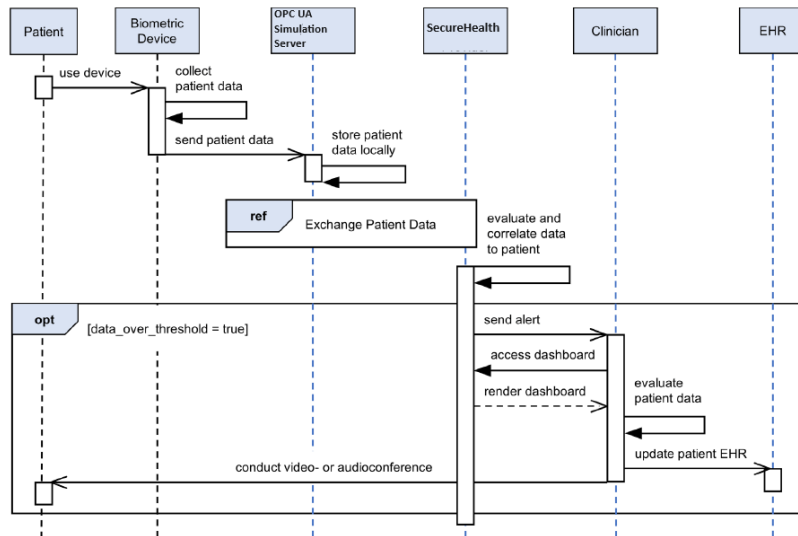 Patient
Biometric
Device
OPC UA
Simulation
Server
SecureHealth
Clinician
EHR
use device
collect
patient data
send patient data
store patient
data locally
ref
Exchange Patient Data
evaluate and
correlate data
to patient
opt
[data_over_threshold = true]
send alert
access dashboard
render dashboard
evaluate
patient data
update patient EHR
conduct video- or audioconference